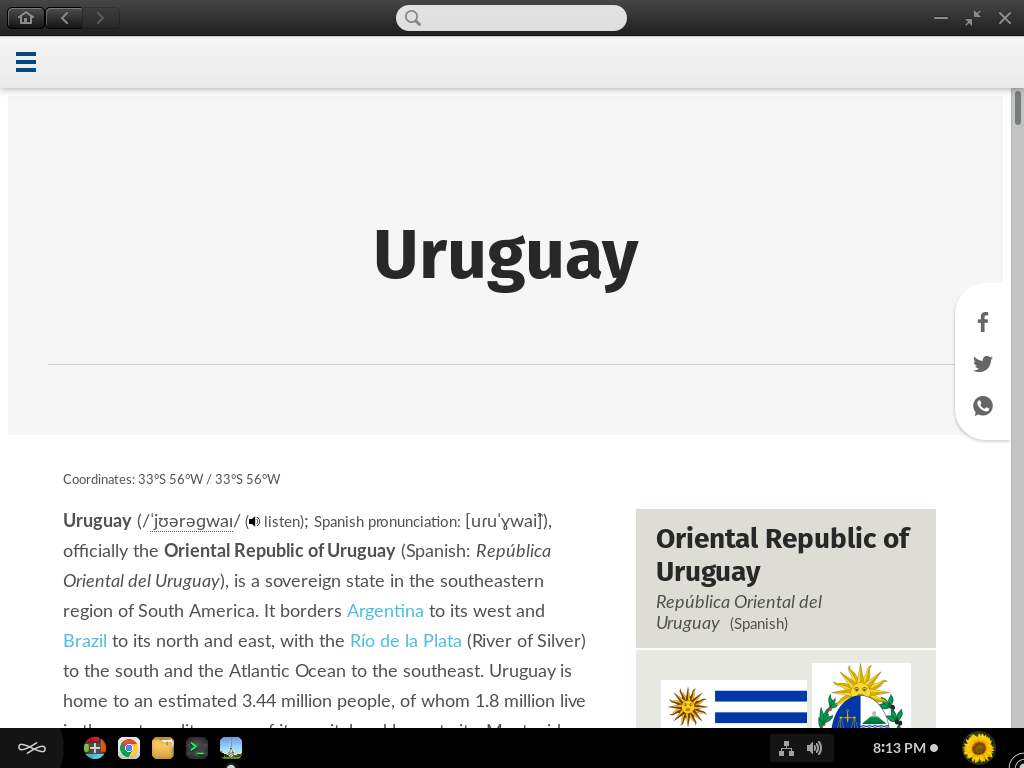 Uruguay
Coordinates: 33°S 56°W / 33°S 56°W
Uruguay (/ˈjʊərəɡwaɪ/ (listen); Spanish pronunciation: [uɾuˈɣwai̯]),
officially the Oriental Republic of Uruguay (Spanish: República
Oriental del Uruguay), is a sovereign state in the southeastern
region of South America. It borders Argentina to its west and
Brazil to its north and east, with the Río de la Plata (River of Silver)
to the south and the Atlantic Ocean to the southeast. Uruguay is
home to an estimated 3.44 million people, of whom 1.8 million live
Oriental Republic of
Uruguay
República Oriental del
Uruguay (Spanish)
8:13 PM